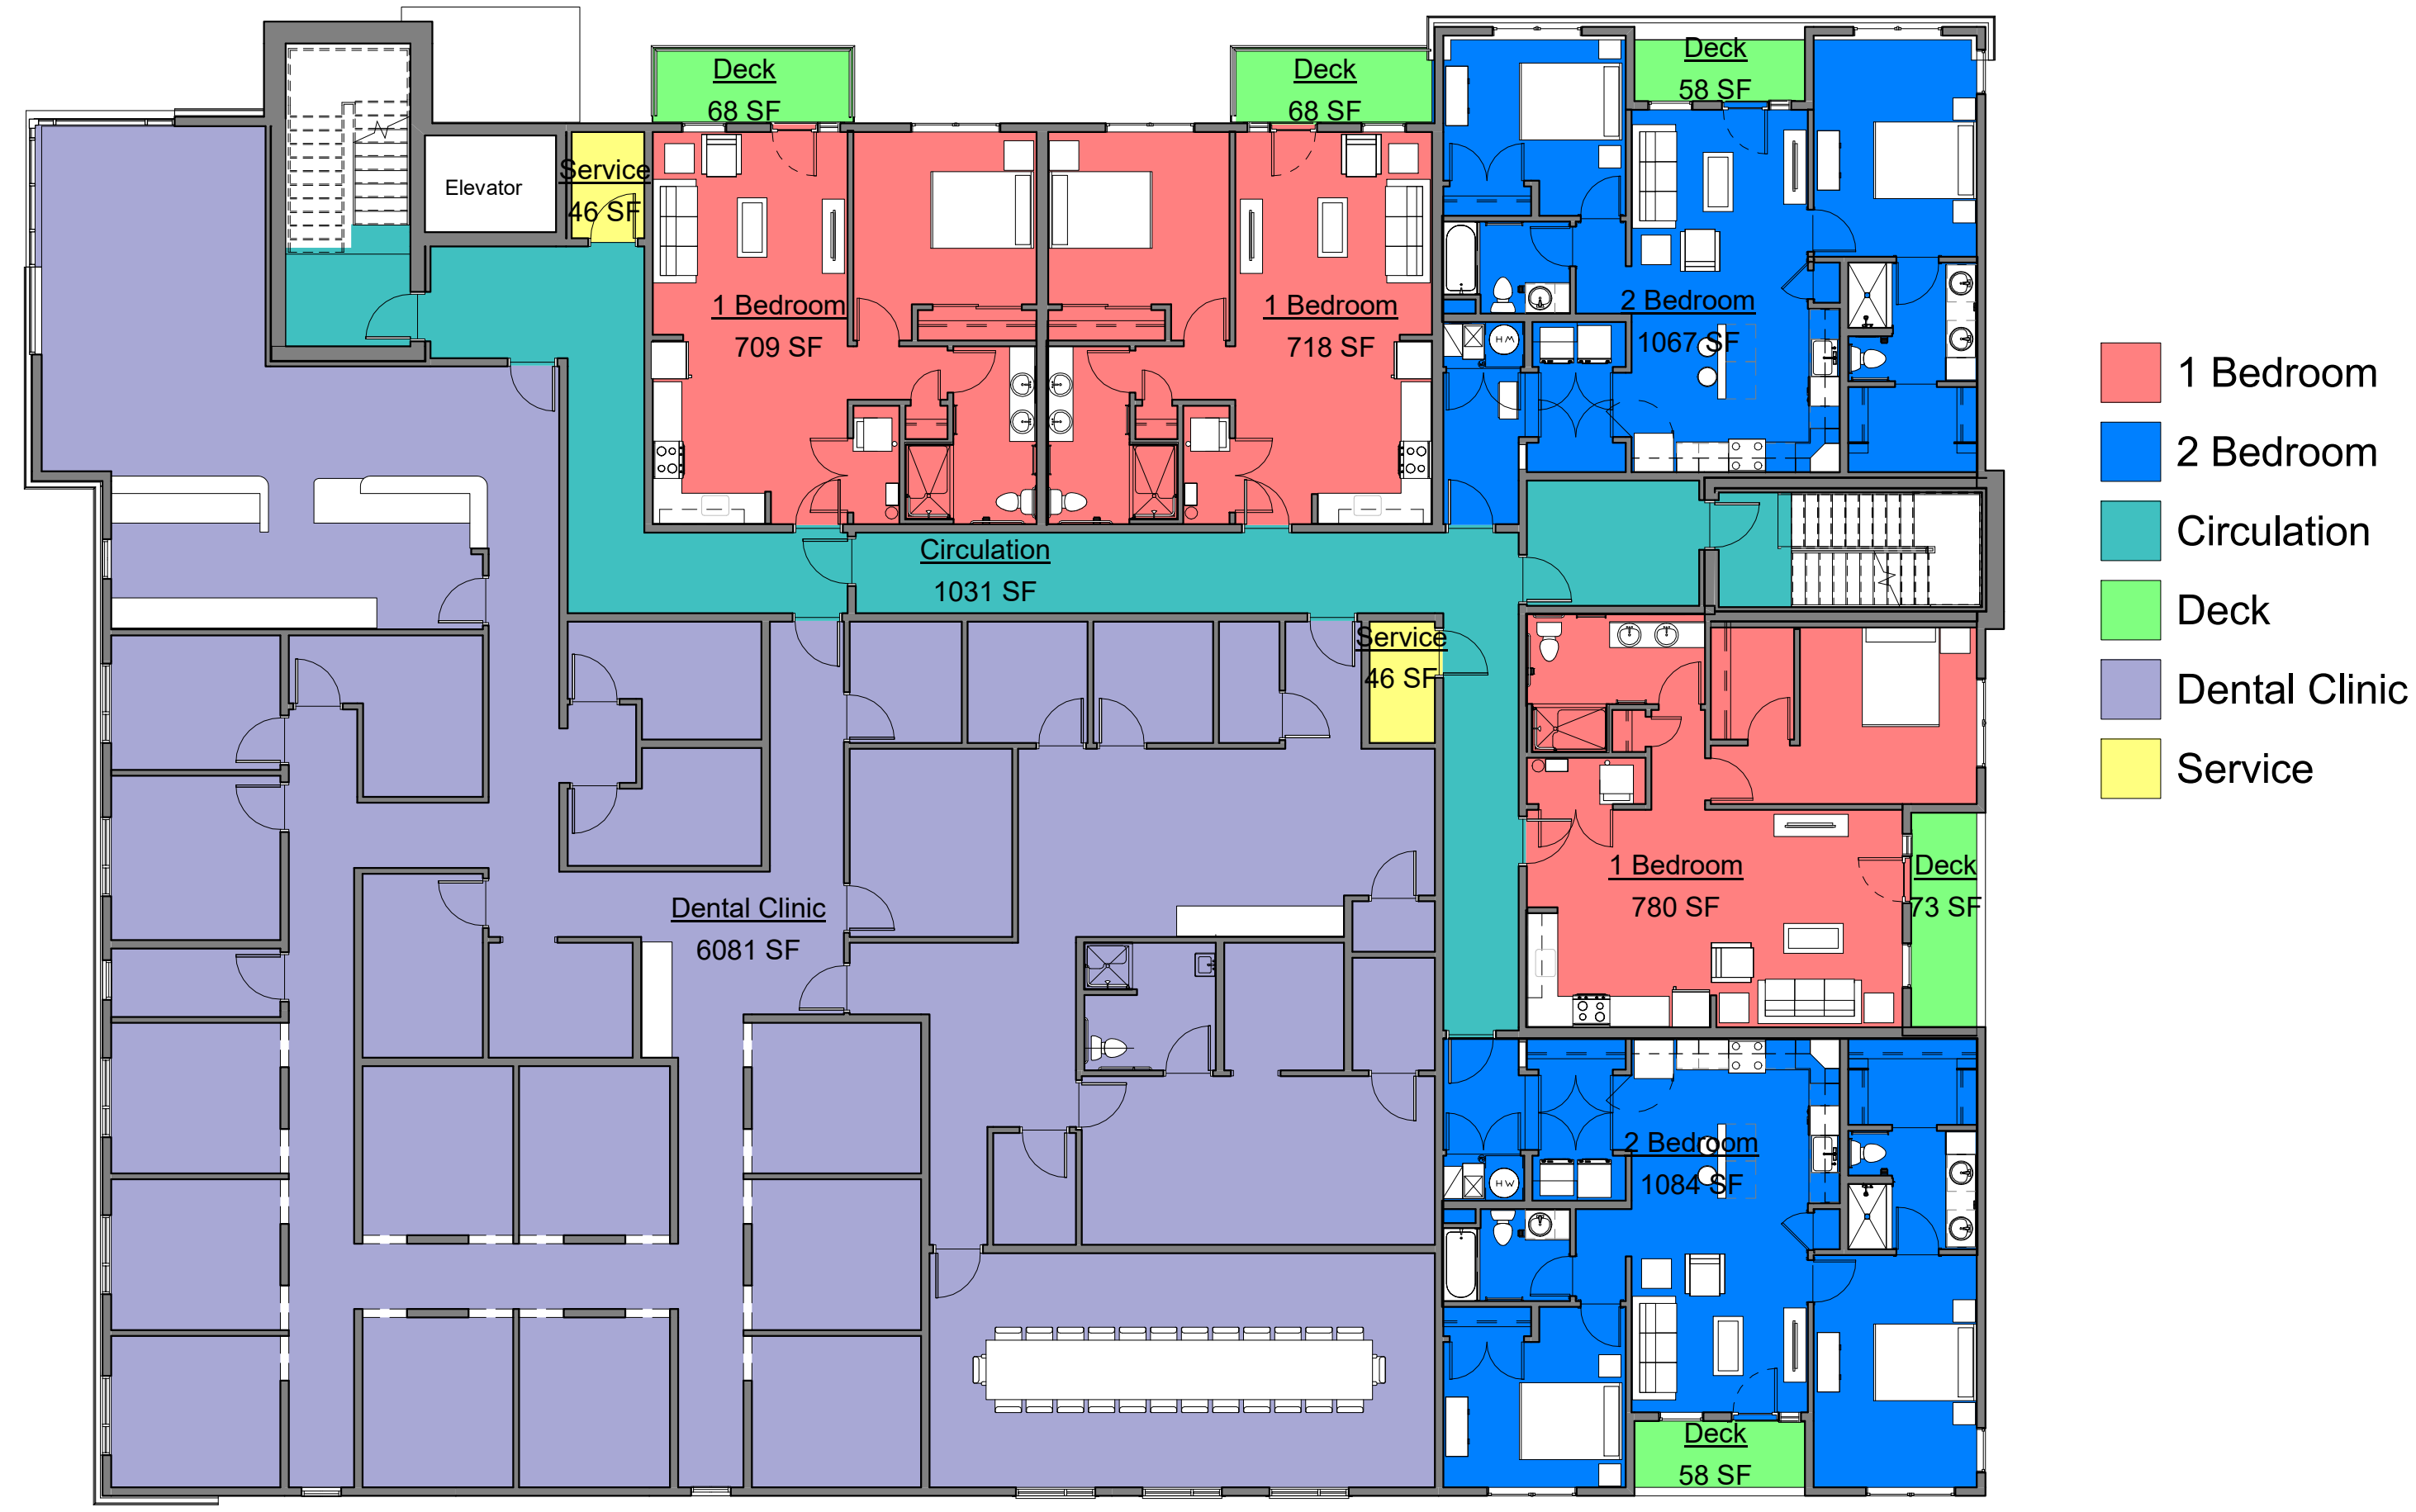 Deck
68 SF
Deck
68 SF
Deck
58 SF
Elevator
Service
46 SF
1 Bedroom
709 SF
1 Bedroom
718 SF
2 Bedroom
1067 SF
HW
Circulation
1031 SF
Service
46 SF
1 Bedroom
780 SF
Deck
73 SF
Dental Clinic
6081 SF
2 Bedroom
1084 SF
HW
Deck
58 SF
1 Bedroom
2 Bedroom
Circulation
Deck
Dental Clinic
Service